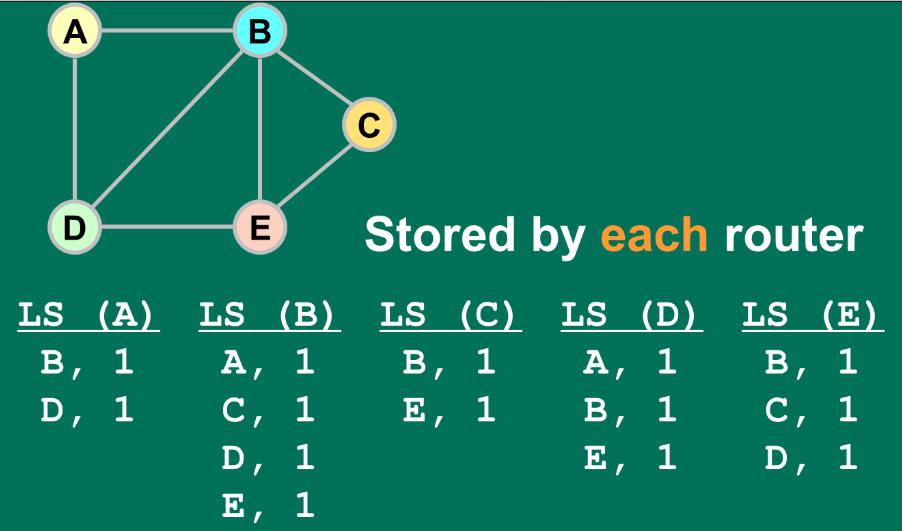 A
B
C
D
E
Stored by each router
LS (A) LS (B) LS (C) LS (D) LS (E)
B, 1 A, 1 B, 1 A, 1 B, 1
D, 1 C, 1 E, 1 B, 1 C, 1
D, 1 E, 1 D, 1
E, 1